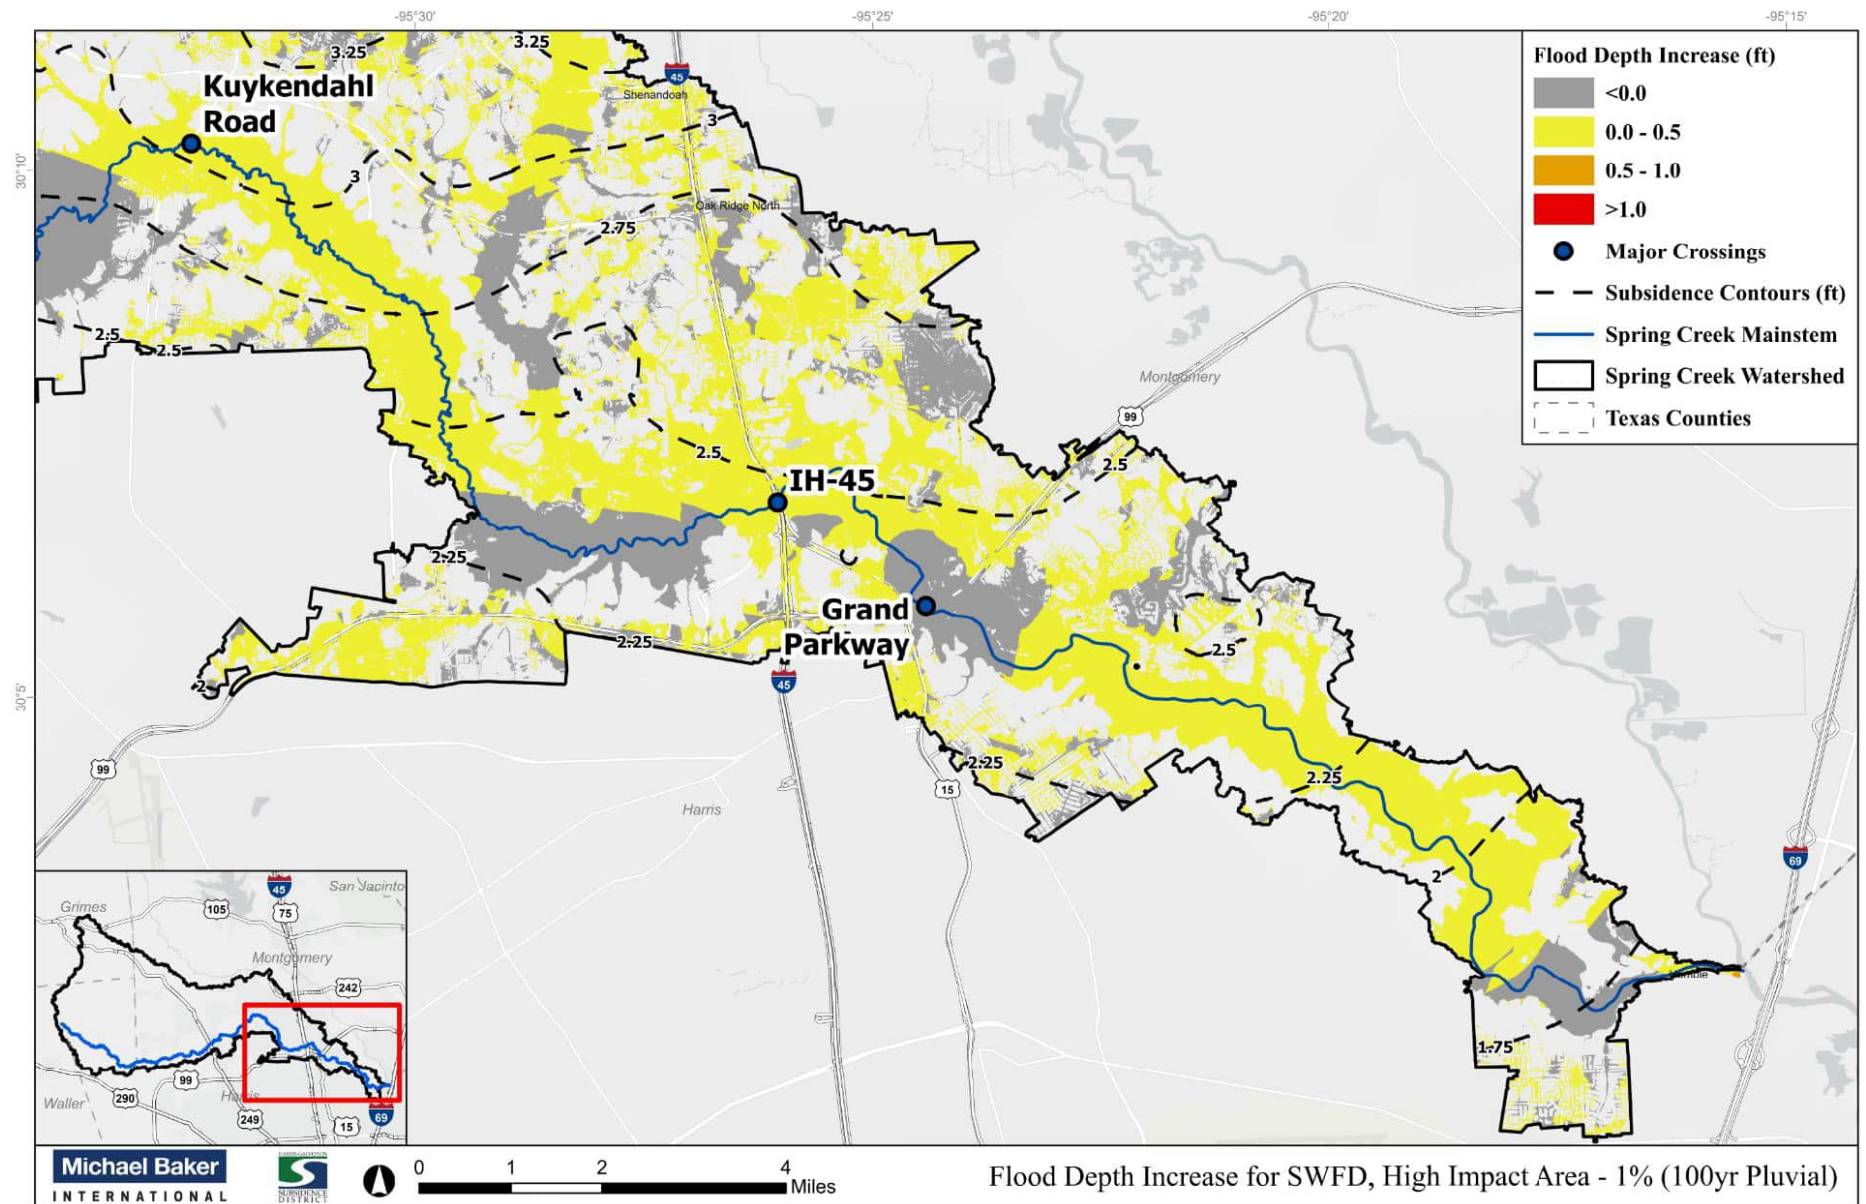 -95°30'
-95°25'
-95°20'
-95°15'
30°10'
30°5'
3.25
3.25
45
Shenandoah
Kuykendahl
Road
3
3
Oak Ridge North
2.75
2.5
2.5
Montgomery
99
2.5
2.5
IH-45
2.25
Grand
Parkway
2.25
2.5
2
45
99
2.25
15
2.25
Harris
69
2
Humble
1.75
Flood Depth Increase (ft)
<0.0
0.0 - 0.5
0.5 - 1.0
>1.0
Major Crossings
Subsidence Contours (ft)
Spring Creek Mainstem
Spring Creek Watershed
Texas Counties
45
San Jacinto
Grimes
105
75
Montgomery
242
99
Waller
290
Harris
249
15
69
Michael Baker
INTERNATIONAL
HARRIS-GALVESTON
SUBSIDENCE
DISTRICT
0 1 2 4
Miles
Flood Depth Increase for SWFD, High Impact Area - 1% (100yr Pluvial)